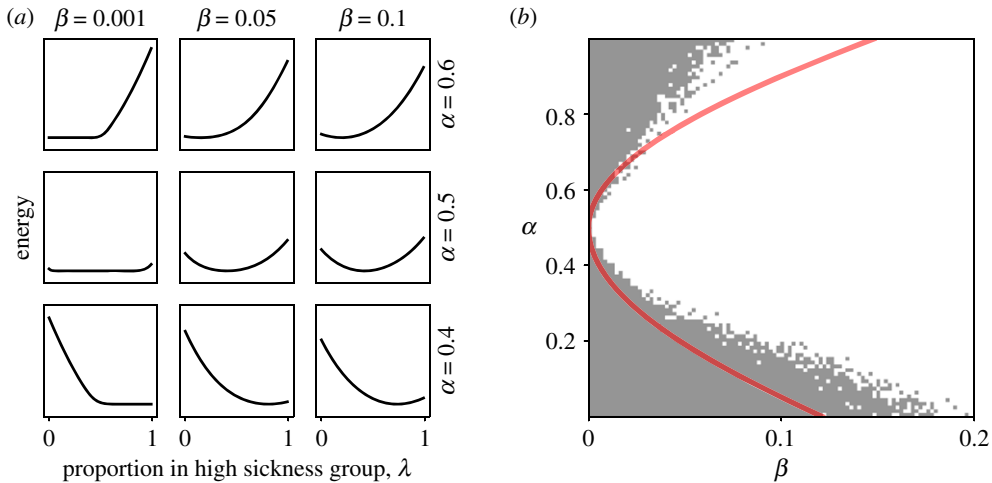 (a)
β = 0.001
β = 0.05
β = 0.1
α = 0.6
α = 0.5
α = 0.4
energy
0 1 0 1 0 1
proportion in high sickness group, λ
(b)
0.8
0.6
α
0.4
0.2
0 0.1 0.2
β